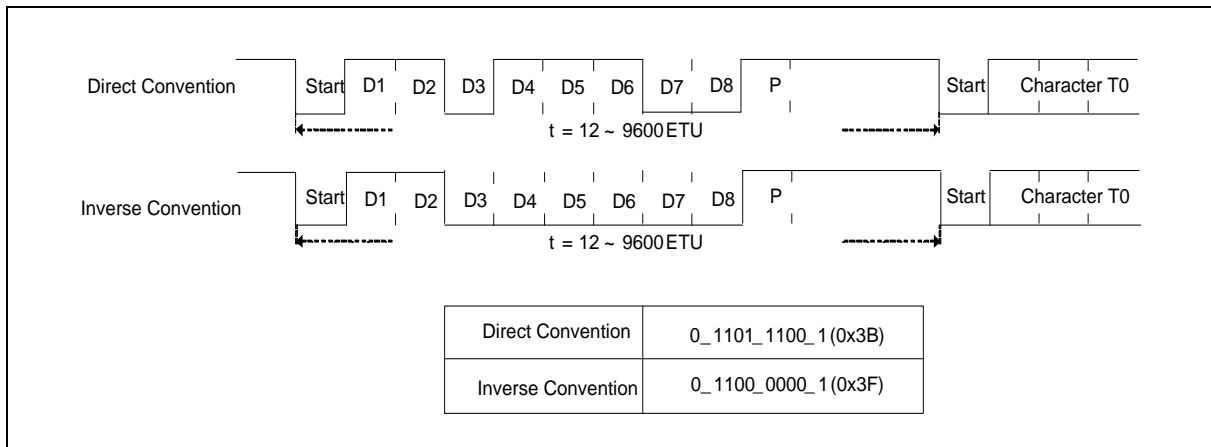 Direct Convention Start D1 D2 D3 D4 D5 D6 D7 D8 P Start Character T0
t = 12 ~ 9600 ETU
Inverse Convention Start D1 D2 D3 D4 D5 D6 D7 D8 P Start Character T0
t = 12 ~ 9600 ETU
Direct Convention 0_1101_1100_1 (0x3B)
Inverse Convention 0_1100_0000_1 (0x3F)